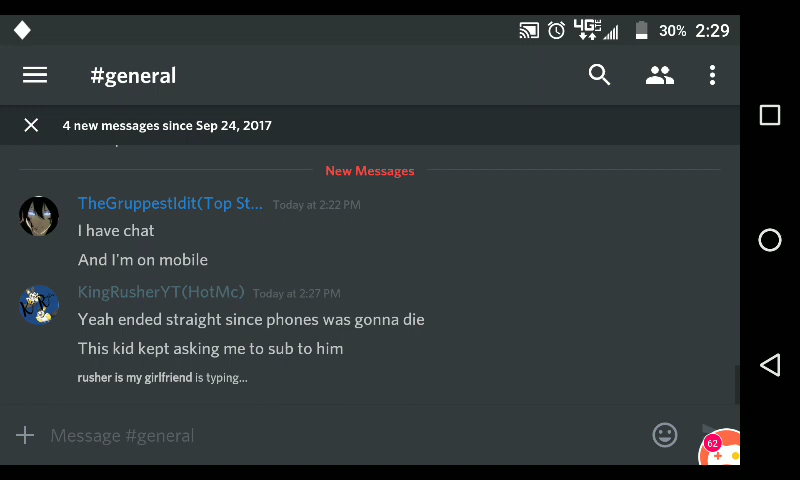 4G LTE 30% 2:29
#general
4 new messages since Sep 24, 2017
New Messages
TheGruppestIdit(Top St... Today at 2:22 PM
I have chat
And I'm on mobile
KingRusherYT(HotMc) Today at 2:27 PM
Yeah ended straight since phones was gonna die
This kid kept asking me to sub to him
rusher is my girlfriend is typing...
Message #general
62